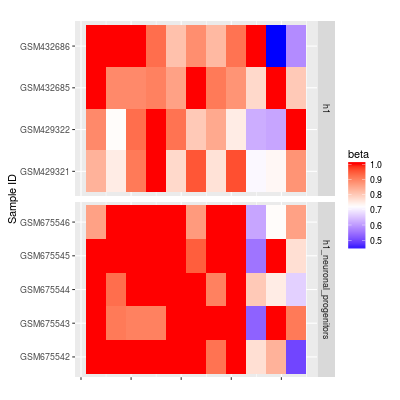 GSM432686
GSM432685
GSM429322
GSM429321
h1
GSM675546
GSM675545
GSM675544
GSM675543
GSM675542
h1_neuronal_progenitors
Sample ID
beta
1.0
0.9
0.8
0.7
0.6
0.5